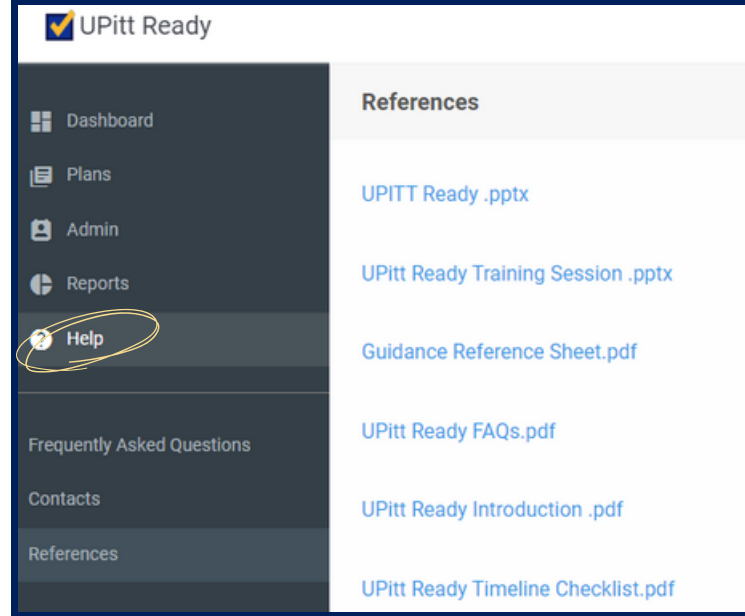 UPitt Ready
Dashboard
Plans
Admin
Reports
Help
Frequently Asked Questions
Contacts
References
References
UPITT Ready .pptx
UPitt Ready Training Session .pptx
Guidance Reference Sheet.pdf
UPitt Ready FAQs.pdf
UPitt Ready Introduction .pdf
UPitt Ready Timeline Checklist.pdf